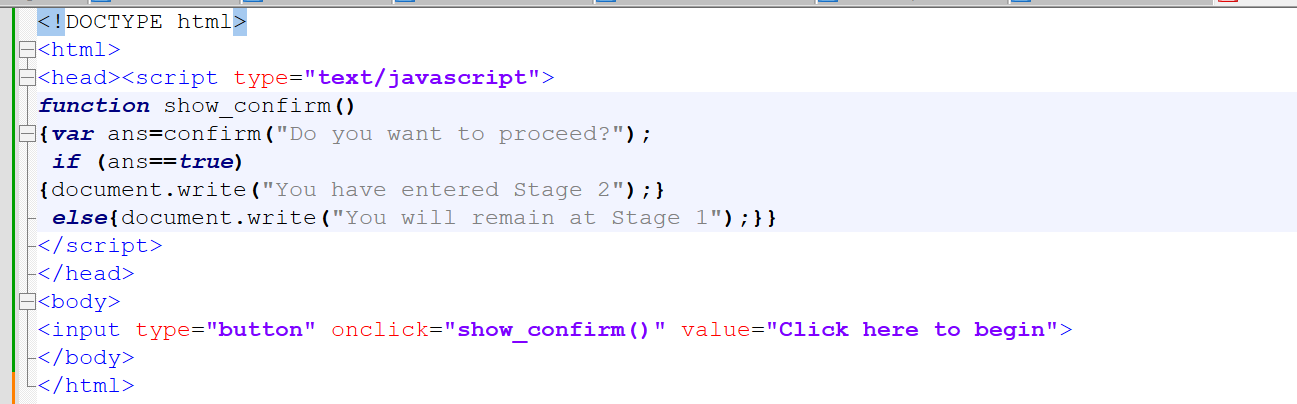 <!DOCTYPE html>
<html>
<head><script type="text/javascript">
function show_confirm()
{var ans=confirm("Do you want to proceed?");
 if (ans==true)
{document.write("You have entered Stage 2");}
 else{document.write("You will remain at Stage 1");}}
</script>
</head>
<body>
<input type="button" onclick="show_confirm()" value="Click here to begin">
</body>
</html>